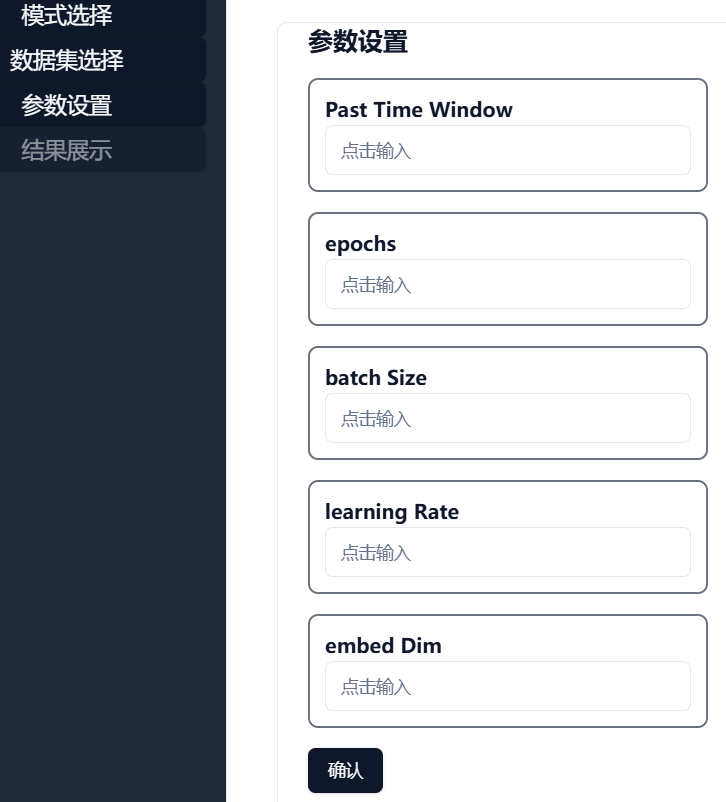 模式选择
数据集选择
参数设置
结果展示
参数设置
Past Time Window
点击输入
epochs
点击输入
batch Size
点击输入
learning Rate
点击输入
embed Dim
点击输入
确认